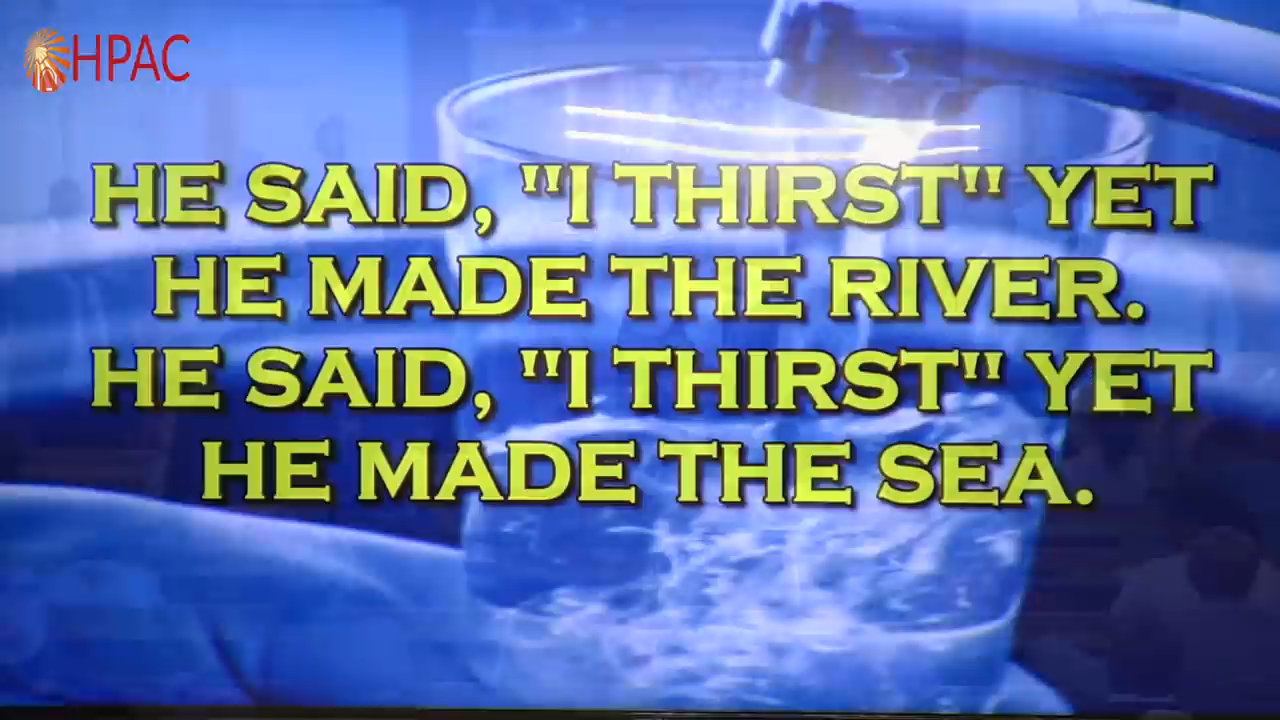 HPAC
HE SAID, "I THIRST" YET
HE MADE THE RIVER.
HE SAID, "I THIRST" YET
HE MADE THE SEA.